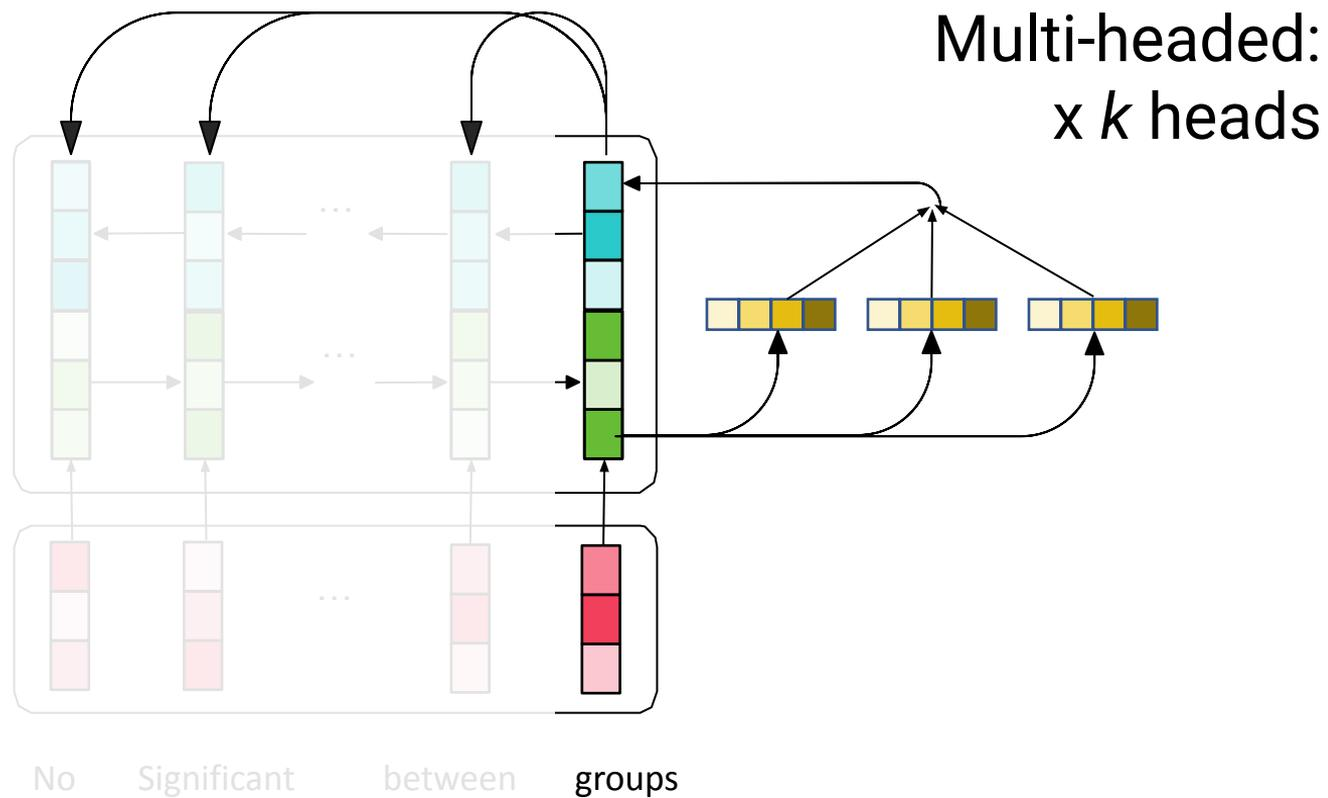 Multi-headed:
x k heads
...
...
...
No Significant between groups